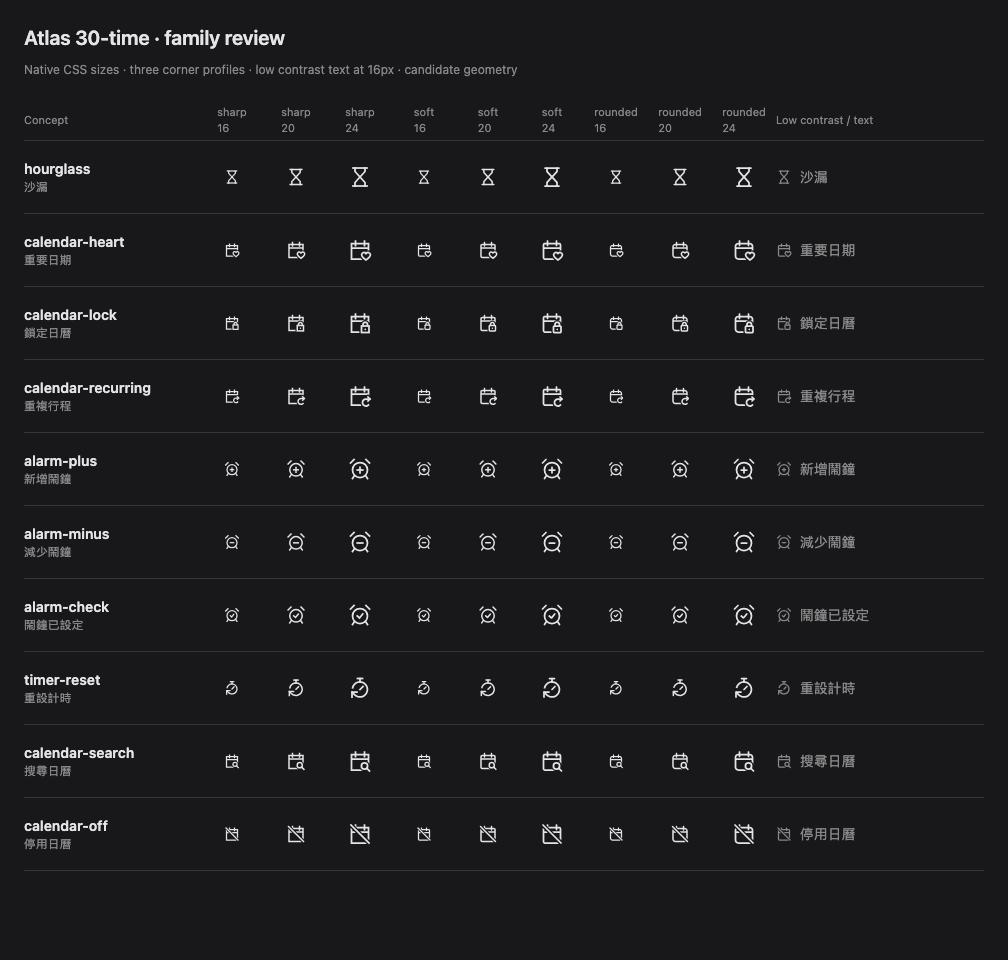 Atlas 30-time · family review
Native CSS sizes · three corner profiles · low contrast text at 16px · candidate geometry
Concept
sharp 16
sharp 20
sharp 24
soft 16
soft 20
soft 24
rounded 16
rounded 20
rounded 24
Low contrast / text
hourglass
沙漏
沙漏
calendar-heart
重要日期
重要日期
calendar-lock
鎖定日曆
鎖定日曆
calendar-recurring
重複行程
重複行程
alarm-plus
新增鬧鐘
新增鬧鐘
alarm-minus
減少鬧鐘
減少鬧鐘
alarm-check
鬧鐘已設定
鬧鐘已設定
timer-reset
重設計時
重設計時
calendar-search
搜尋日曆
搜尋日曆
calendar-off
停用日曆
停用日曆